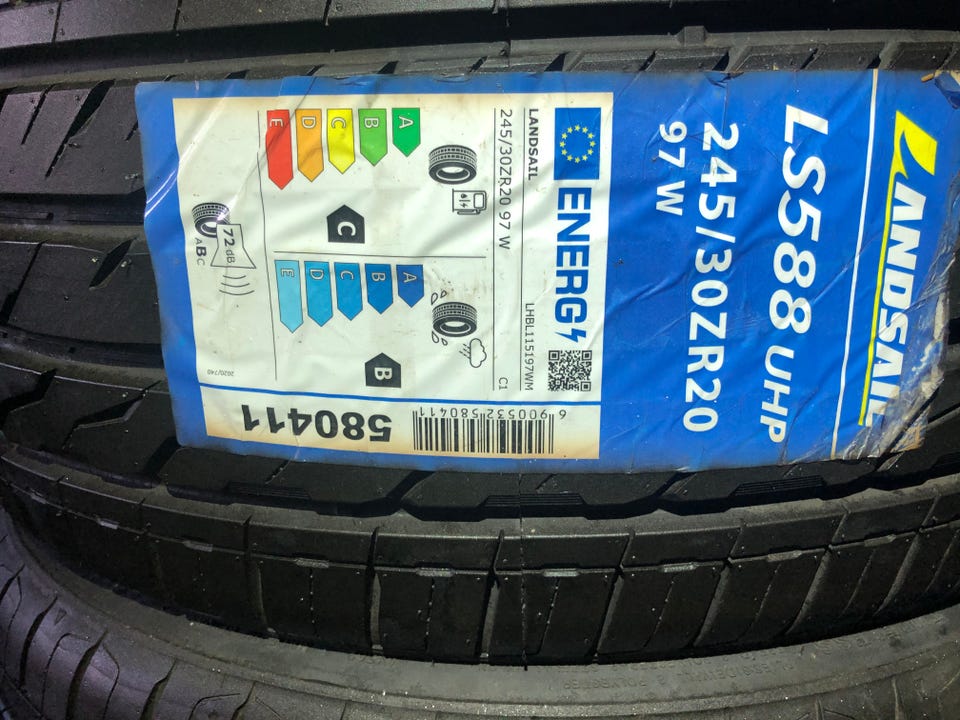 LANDSAIL
LS588 UHP
245/30ZR20
97 W
ENERG
LANDSAIL
LHBL115197WM
245/30ZR20 97 W
C1
A
B
C
D
E
C
A
B
C
D
E
B
72 dB
ABC
2020/740
6 900532 580411
580411